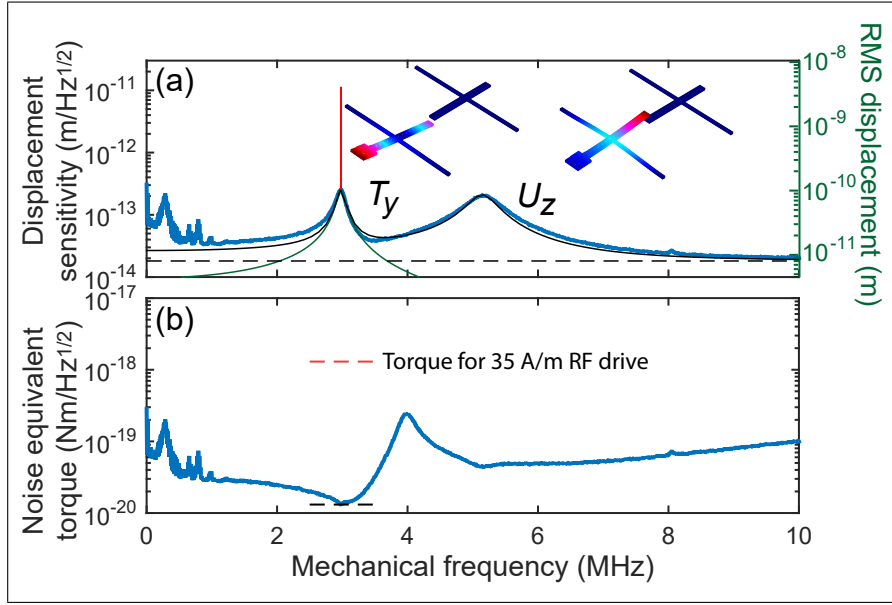 (a)
Displacement
sensitivity (m/Hz^1/2)
10^-11
10^-12
10^-13
10^-14
T_y
U_z
10^-8
10^-9
10^-10
10^-11
RMS displacement (m)
(b)
Noise equivalent
torque (Nm/Hz^1/2)
10^-17
10^-18
10^-19
10^-20
Torque for 35 A/m RF drive
0 2 4 6 8 10
Mechanical frequency (MHz)